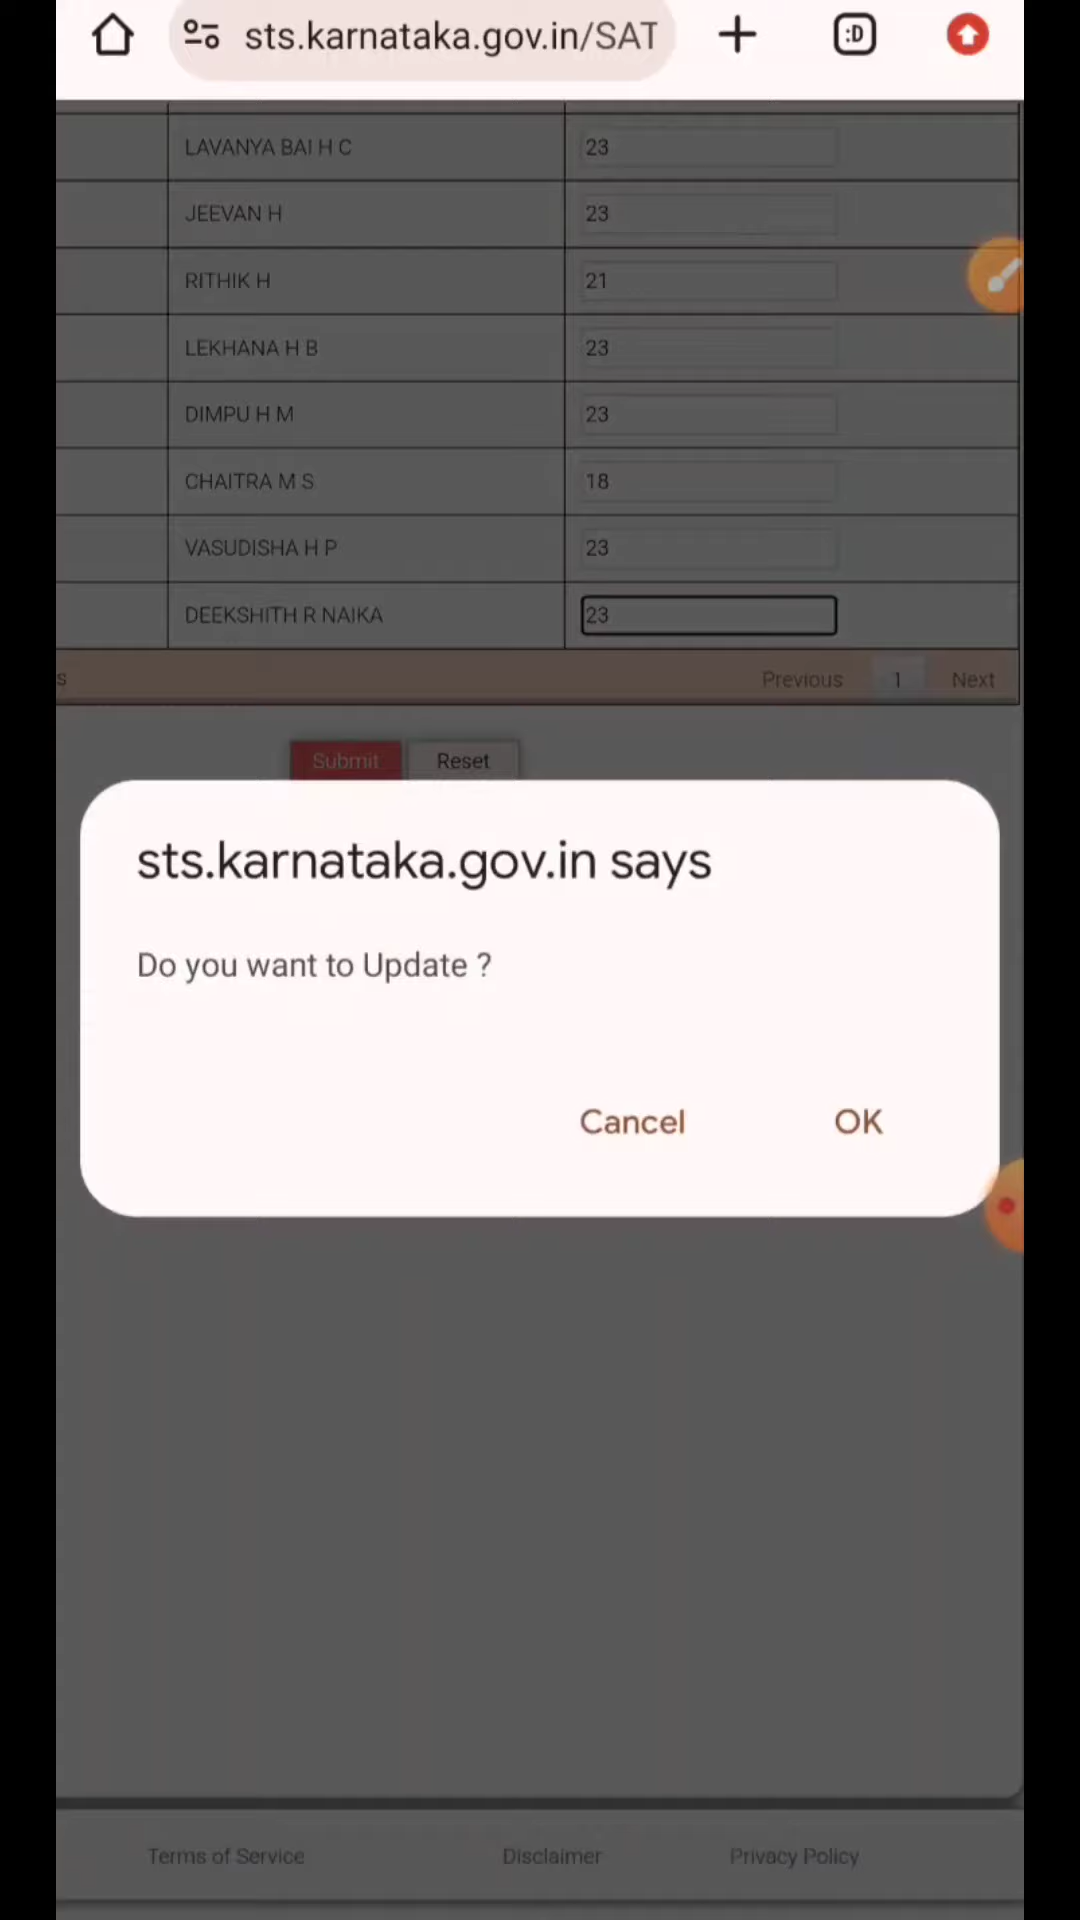 sts.karnataka.gov.in/SAT
:D
LAVANYA BAI H C 23
JEEVAN H 23
RITHIK H 21
LEKHANA H B 23
DIMPU H M 23
CHAITRA M S 18
VASUDISHA H P 23
DEEKSHITH R NAIKA 23
s Previous 1 Next
Submit Reset
sts.karnataka.gov.in says
Do you want to Update ?
Cancel OK
Terms of Service Disclaimer Privacy Policy